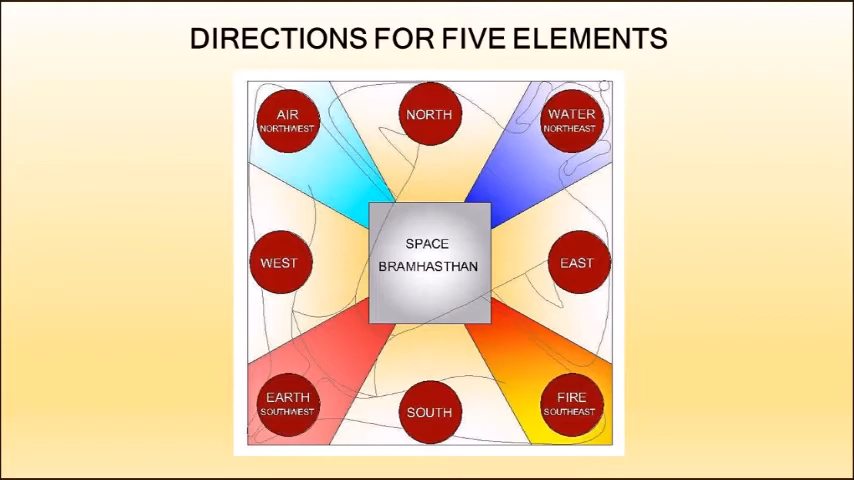 DIRECTIONS FOR FIVE ELEMENTS
AIR
NORTHWEST
NORTH
WATER
NORTHEAST
SPACE
BRAMHASTHAN
WEST
EAST
EARTH
SOUTHWEST
SOUTH
FIRE
SOUTHEAST